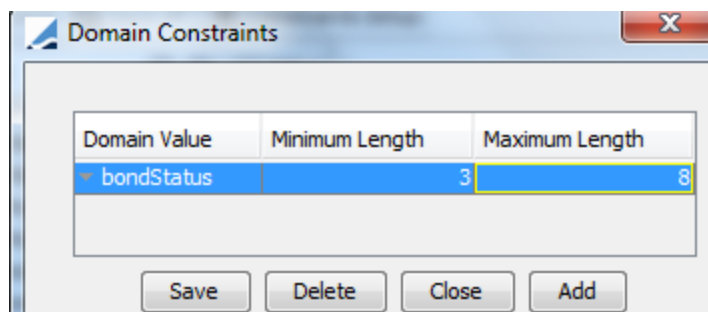 Domain Constraints
Domain Value Minimum Length Maximum Length
bondStatus 3 8
Save Delete Close Add